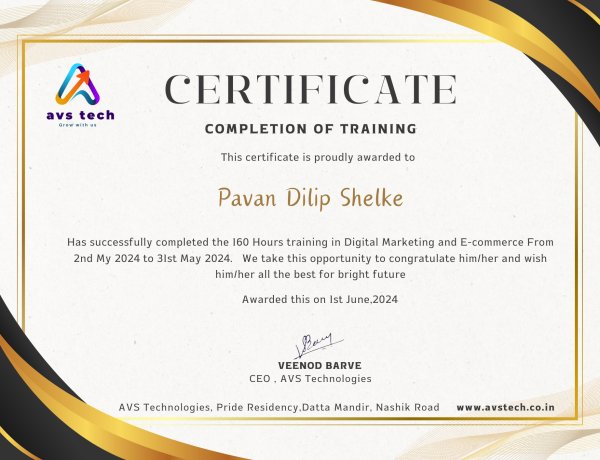 avs tech
Grow with us
CERTIFICATE
COMPLETION OF TRAINING
This certificate is proudly awarded to
Pavan Dilip Shelke
Has successfully completed the 160 Hours training in Digital Marketing and E-commerce From
2nd My 2024 to 31st May 2024. We take this opportunity to congratulate him/her and wish
him/her all the best for bright future
Awarded this on 1st June,2024
VEENOD BARVE
CEO , AVS Technologies
AVS Technologies, Pride Residency,Datta Mandir, Nashik Road www.avstech.co.in